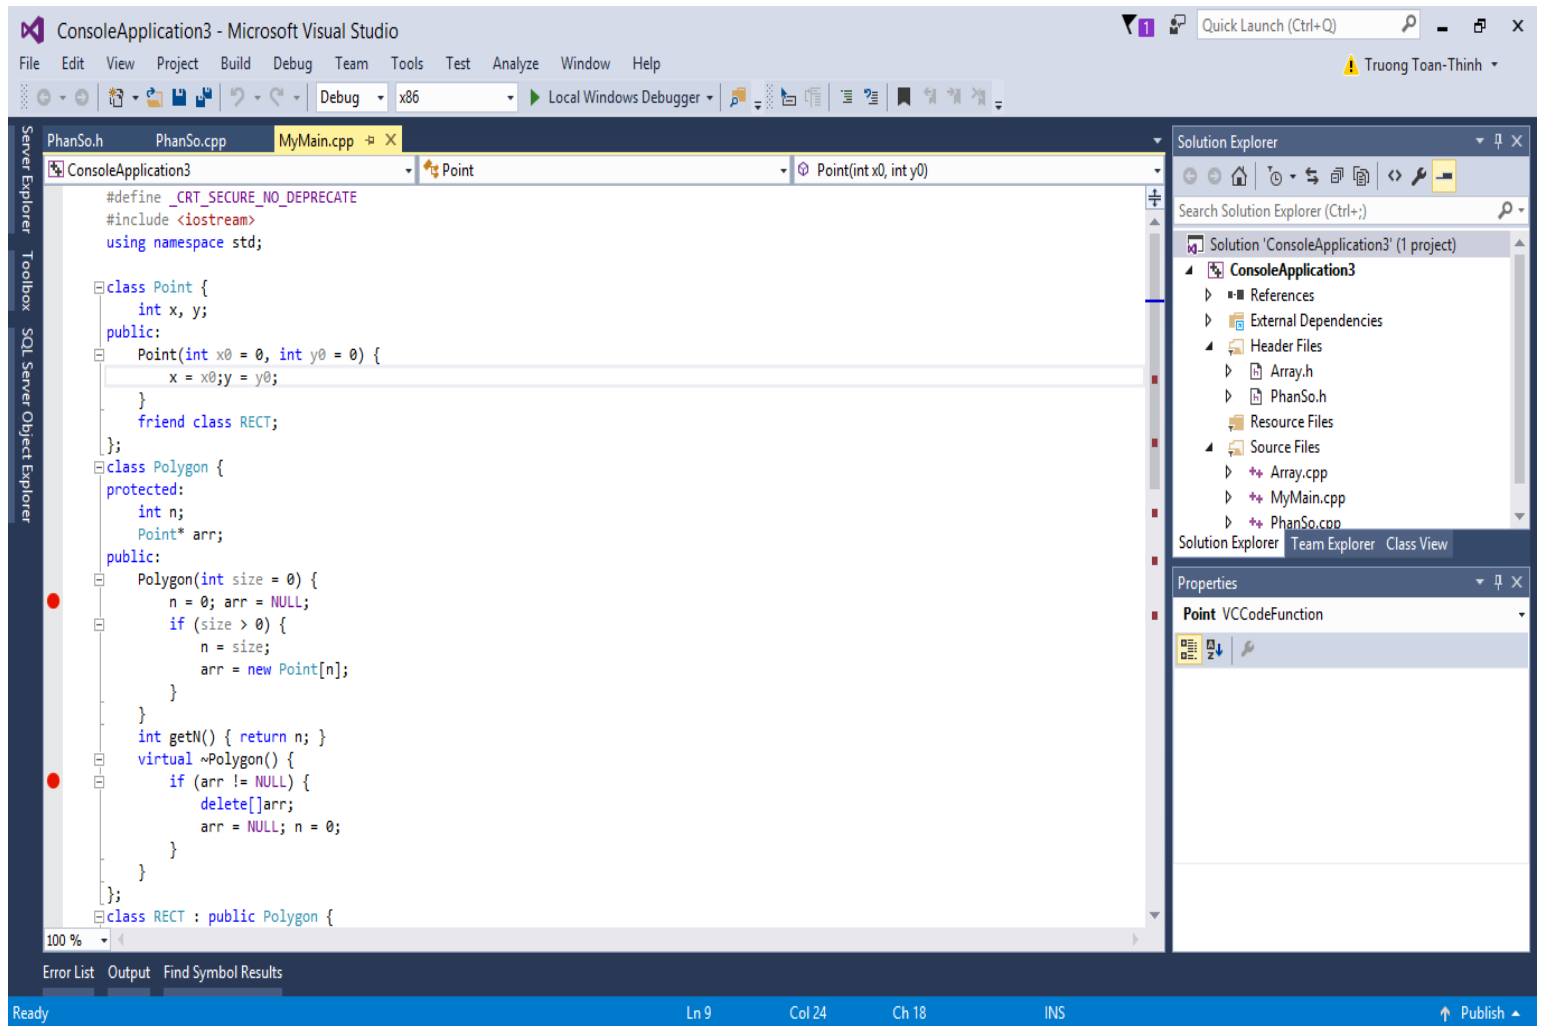 ConsoleApplication3 - Microsoft Visual Studio
1
Quick Launch (Ctrl+Q)
File Edit View Project Build Debug Team Tools Test Analyze Window Help
Truong Toan-Thinh
Debug x86 Local Windows Debugger
Server Explorer
Toolbox
SQL Server Object Explorer
PhanSo.h PhanSo.cpp MyMain.cpp
ConsoleApplication3 Point Point(int x0, int y0)
#define _CRT_SECURE_NO_DEPRECATE
#include <iostream>
using namespace std;
class Point {
int x, y;
public:
Point(int x0 = 0, int y0 = 0) {
x = x0;y = y0;
}
friend class RECT;
};
class Polygon {
protected:
int n;
Point* arr;
public:
Polygon(int size = 0) {
n = 0; arr = NULL;
if (size > 0) {
n = size;
arr = new Point[n];
}
}
int getN() { return n; }
virtual ~Polygon() {
if (arr != NULL) {
delete[]arr;
arr = NULL; n = 0;
}
}
};
class RECT : public Polygon {
100 %
Solution Explorer
Search Solution Explorer (Ctrl+;)
Solution 'ConsoleApplication3' (1 project)
ConsoleApplication3
References
External Dependencies
Header Files
Array.h
PhanSo.h
Resource Files
Source Files
Array.cpp
MyMain.cpp
PhanSo.cpp
Solution Explorer Team Explorer Class View
Properties
Point VCCodeFunction
Error List Output Find Symbol Results
Ready Ln 9 Col 24 Ch 18 INS Publish